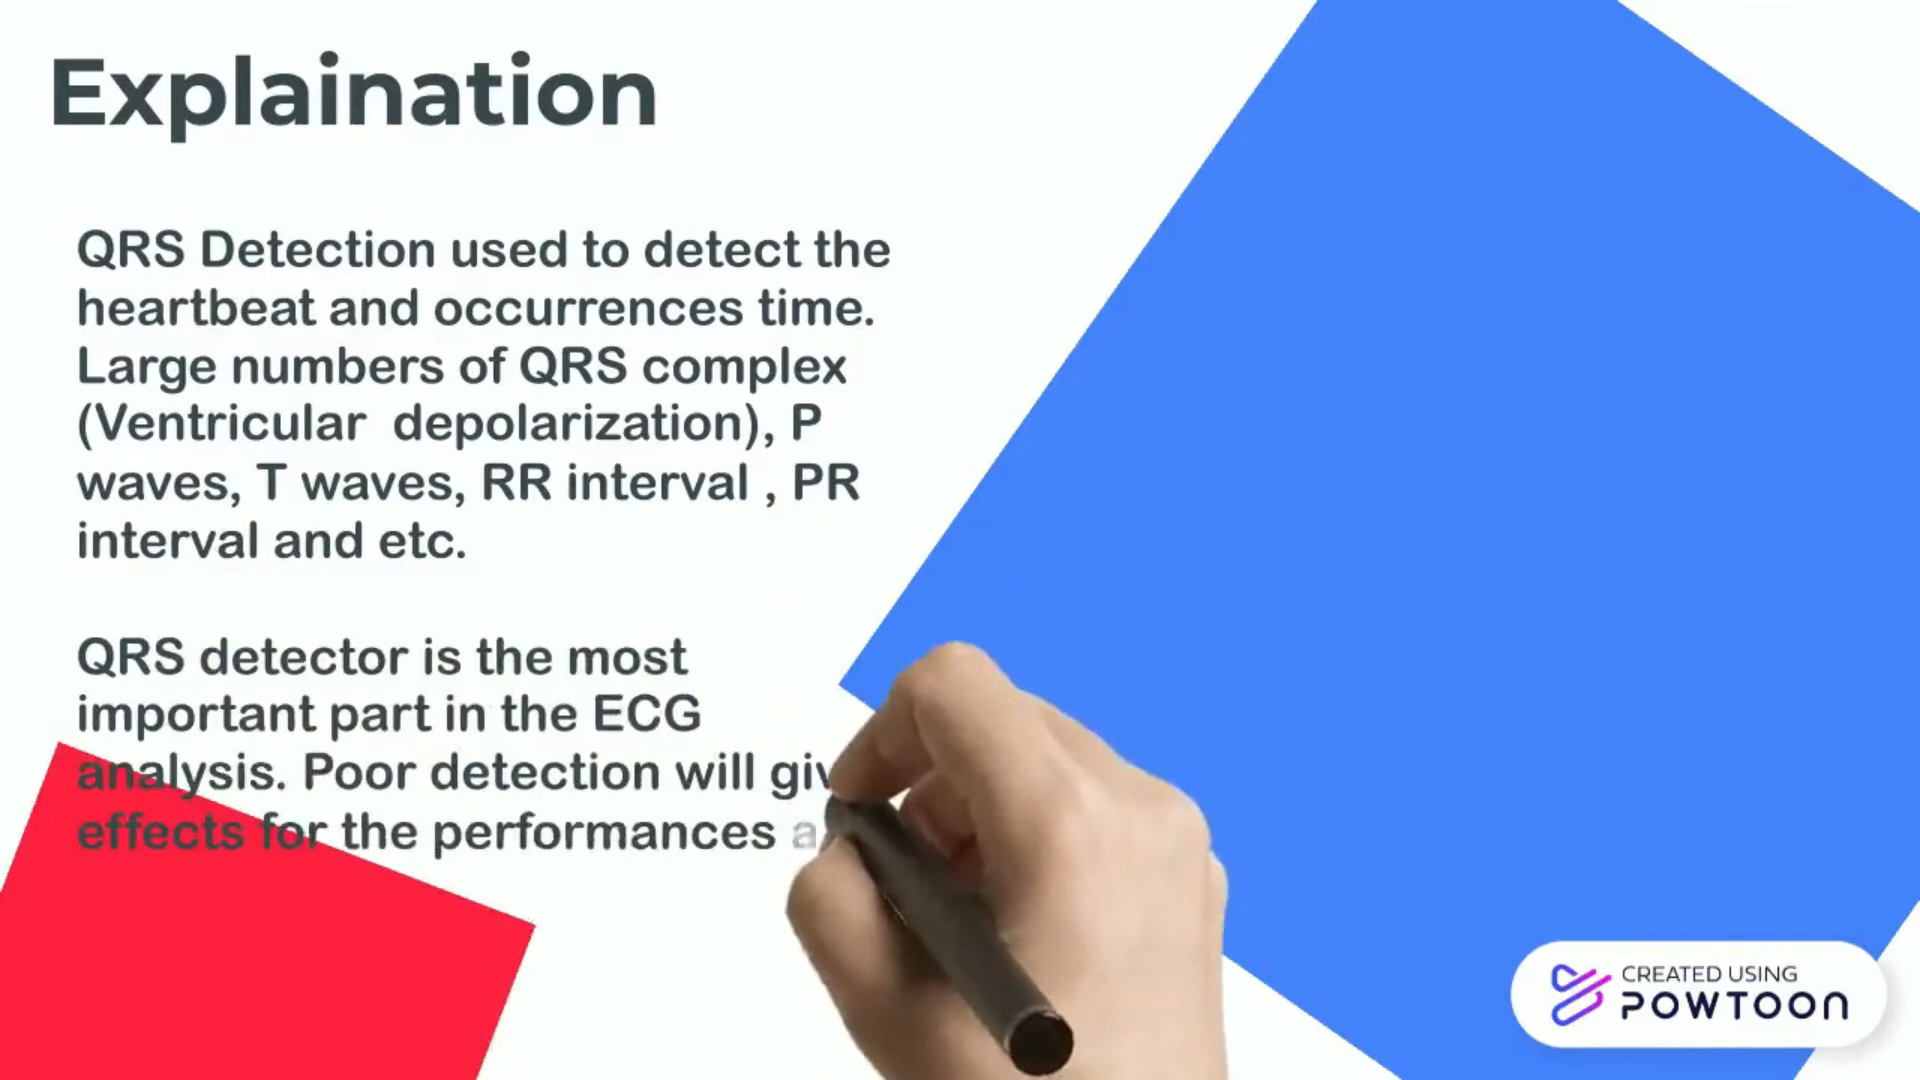 Explaination
QRS Detection used to detect the
heartbeat and occurrences time.
Large numbers of QRS complex
(Ventricular depolarization), P
waves, T waves, RR interval , PR
interval and etc.
QRS detector is the most
important part in the ECG
analysis. Poor detection will
effects for the performances
CREATED USING
POWTOON